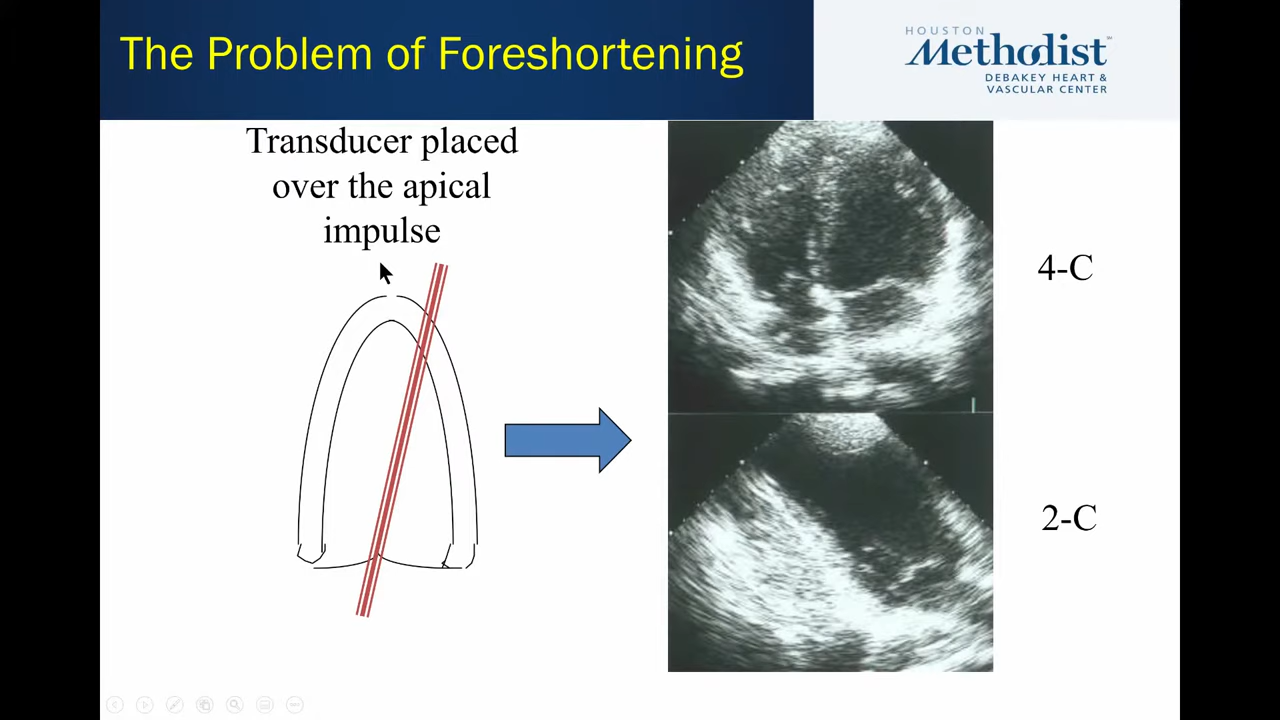 The Problem of Foreshortening
HOUSTON
Methodist
DEBAKEY HEART &
VASCULAR CENTER
Transducer placed
over the apical
impulse
4-C
2-C